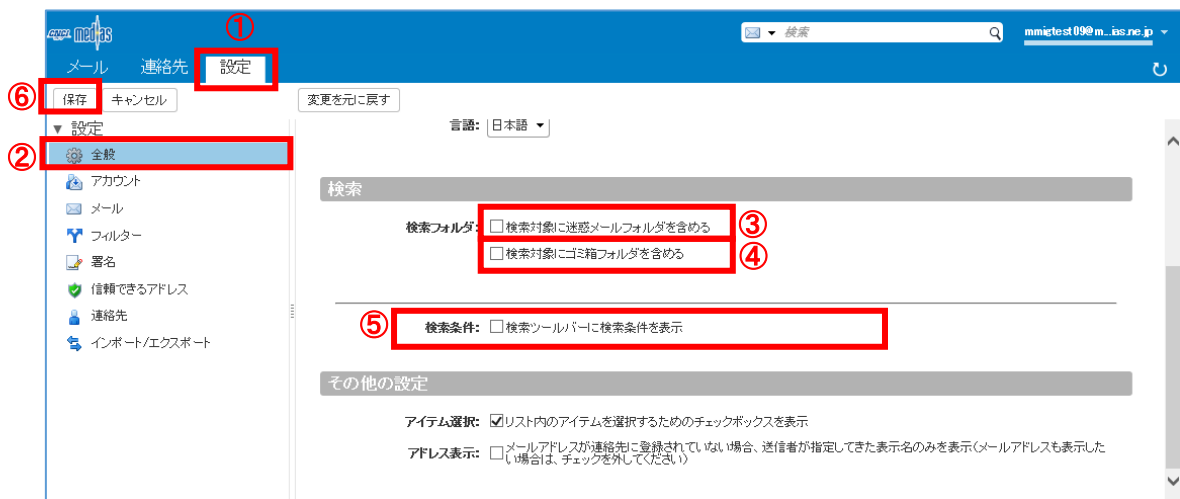 CNCI medias
①
検索
mmigtest09@m...ias.ne.jp
メール 連絡先 設定
⑥
保存 キャンセル 変更を元に戻す
設定
言語: 日本語
②
全般
アカウント
検索
メール
検索フォルダ: 検索対象に迷惑メールフォルダを含める
③
フィルター
検索対象にゴミ箱フォルダを含める
④
署名
信頼できるアドレス
連絡先
⑤
検索条件: 検索ツールバーに検索条件を表示
インポート/エクスポート
その他の設定
アイテム選択: リスト内のアイテムを選択するためのチェックボックスを表示
アドレス表示: メールアドレスが連絡先に登録されていない場合、送信者が指定してきた表示名のみを表示(メールアドレスも表示した
い場合は、チェックを外してください)